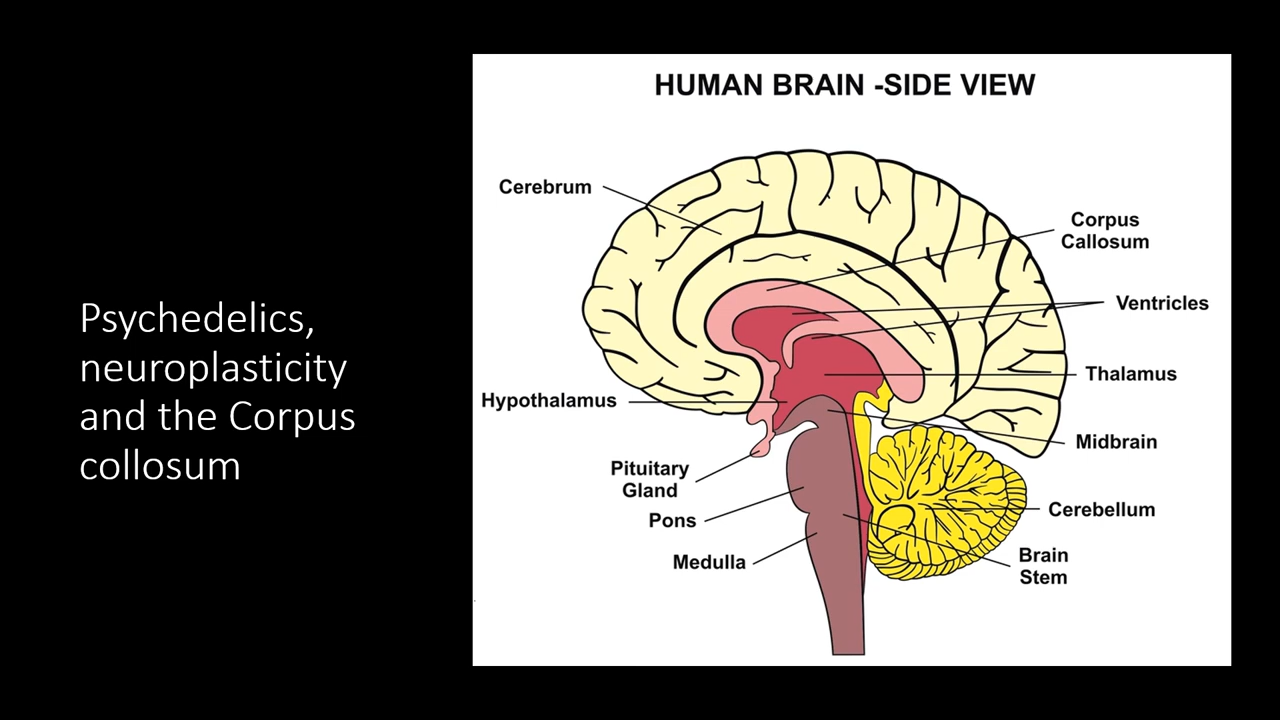 Psychedelics,
neuroplasticity
and the Corpus
collosum
HUMAN BRAIN -SIDE VIEW
Cerebrum
Corpus
Callosum
Ventricles
Thalamus
Hypothalamus
Midbrain
Pituitary
Gland
Pons
Cerebellum
Medulla
Brain
Stem